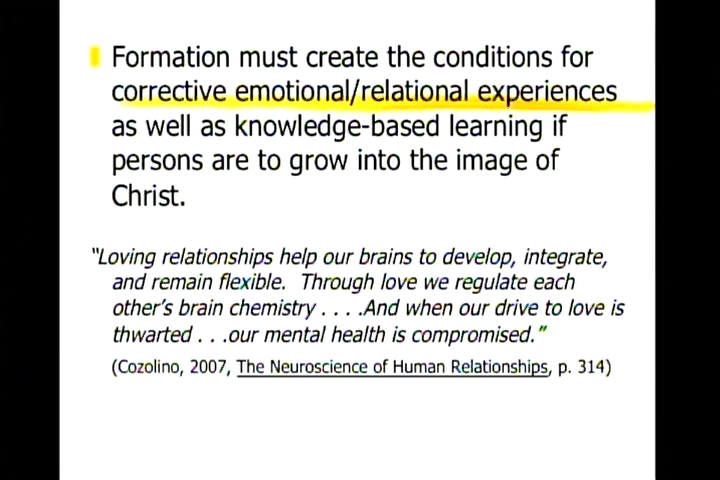 Formation must create the conditions for
corrective emotional/relational experiences
as well as knowledge-based learning if
persons are to grow into the image of
Christ.
“Loving relationships help our brains to develop, integrate,
and remain flexible.  Through love we regulate each
other’s brain chemistry . . . .And when our drive to love is
thwarted . . .our mental health is compromised.”
(Cozolino, 2007, The Neuroscience of Human Relationships, p. 314)